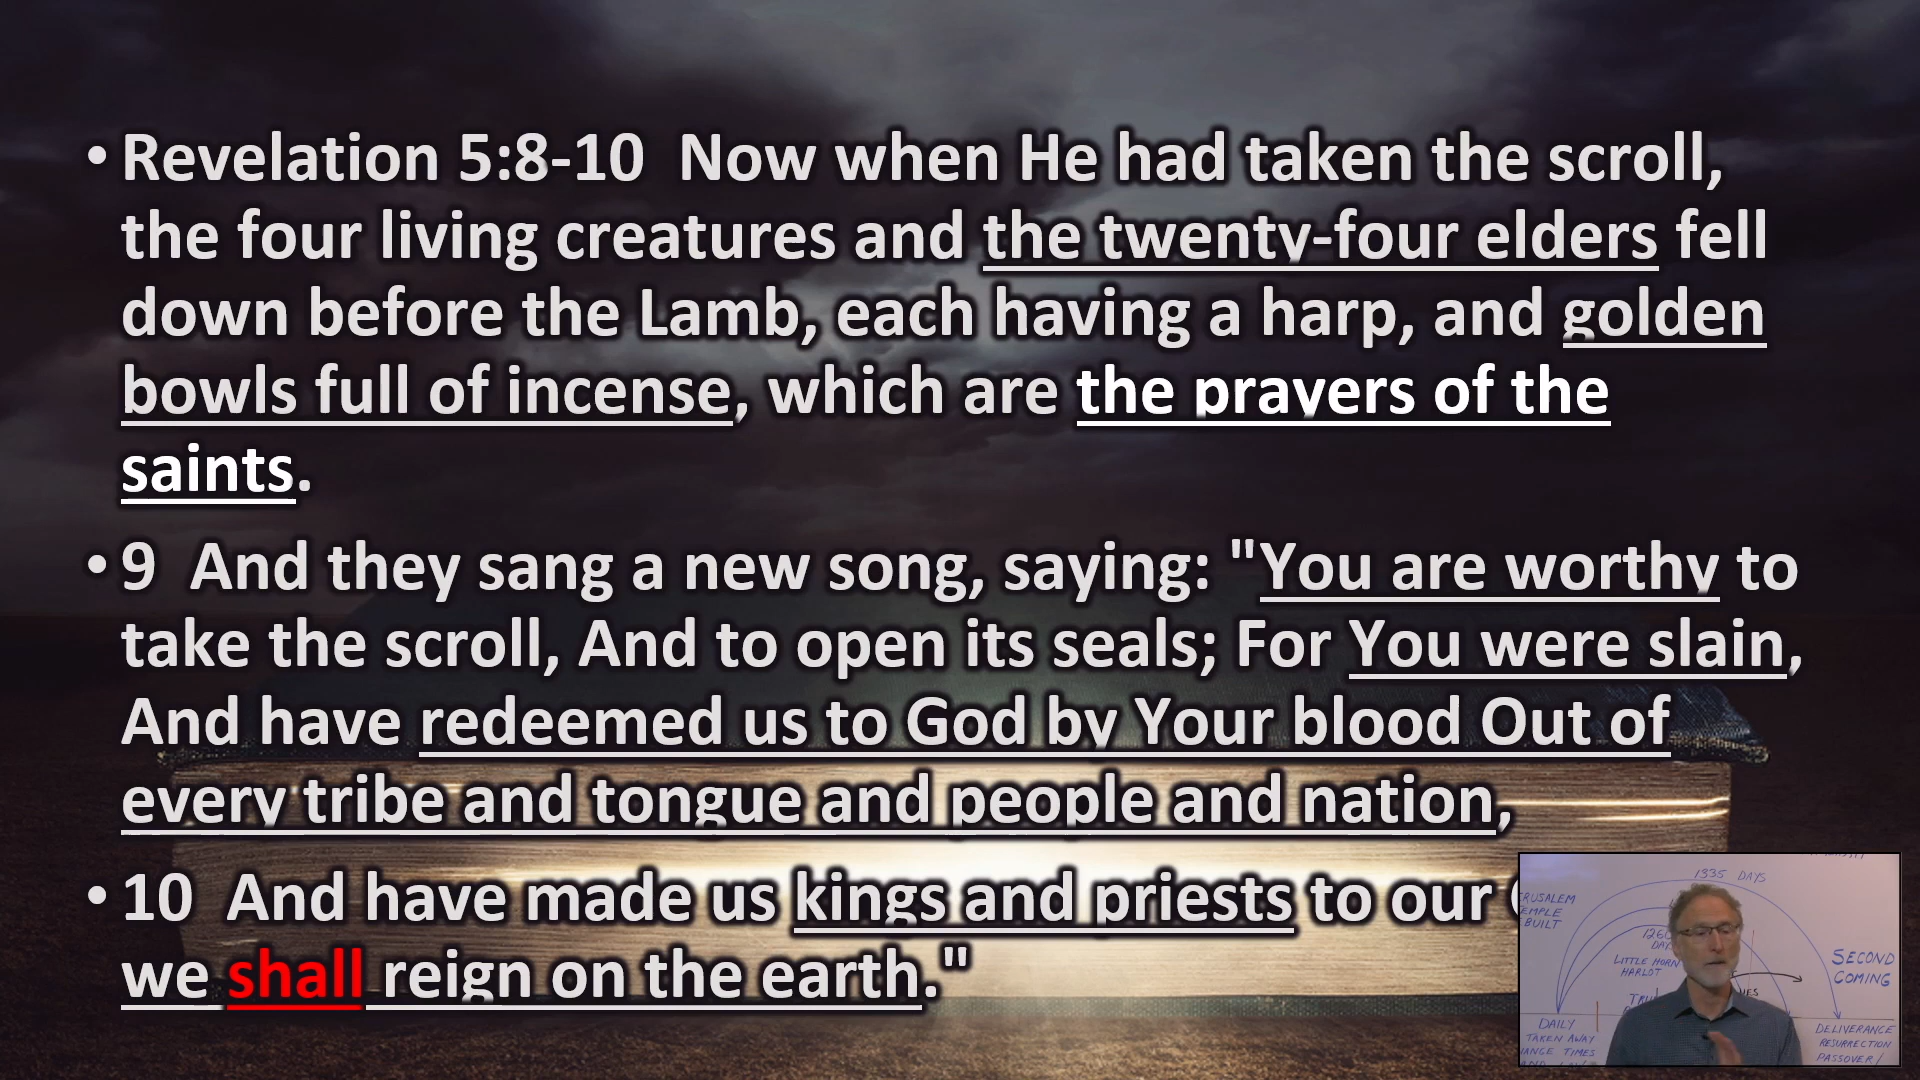 • Revelation 5:8-10 Now when He had taken the scroll,
the four living creatures and the twenty-four elders fell
down before the Lamb, each having a harp, and golden
bowls full of incense, which are the prayers of the
saints.
• 9 And they sang a new song, saying: "You are worthy to
take the scroll, And to open its seals; For You were slain,
And have redeemed us to God by Your blood Out of
every tribe and tongue and people and nation,
• 10 And have made us kings and priests to our
we shall reign on the earth."
1335 DAYS
BUILT
LITTLE HORN
HARLOT
SECOND
COMING
DAILY
TAKEN AWAY
TIMES
DELIVERANCE
RESURRECTION
PASSOVER/